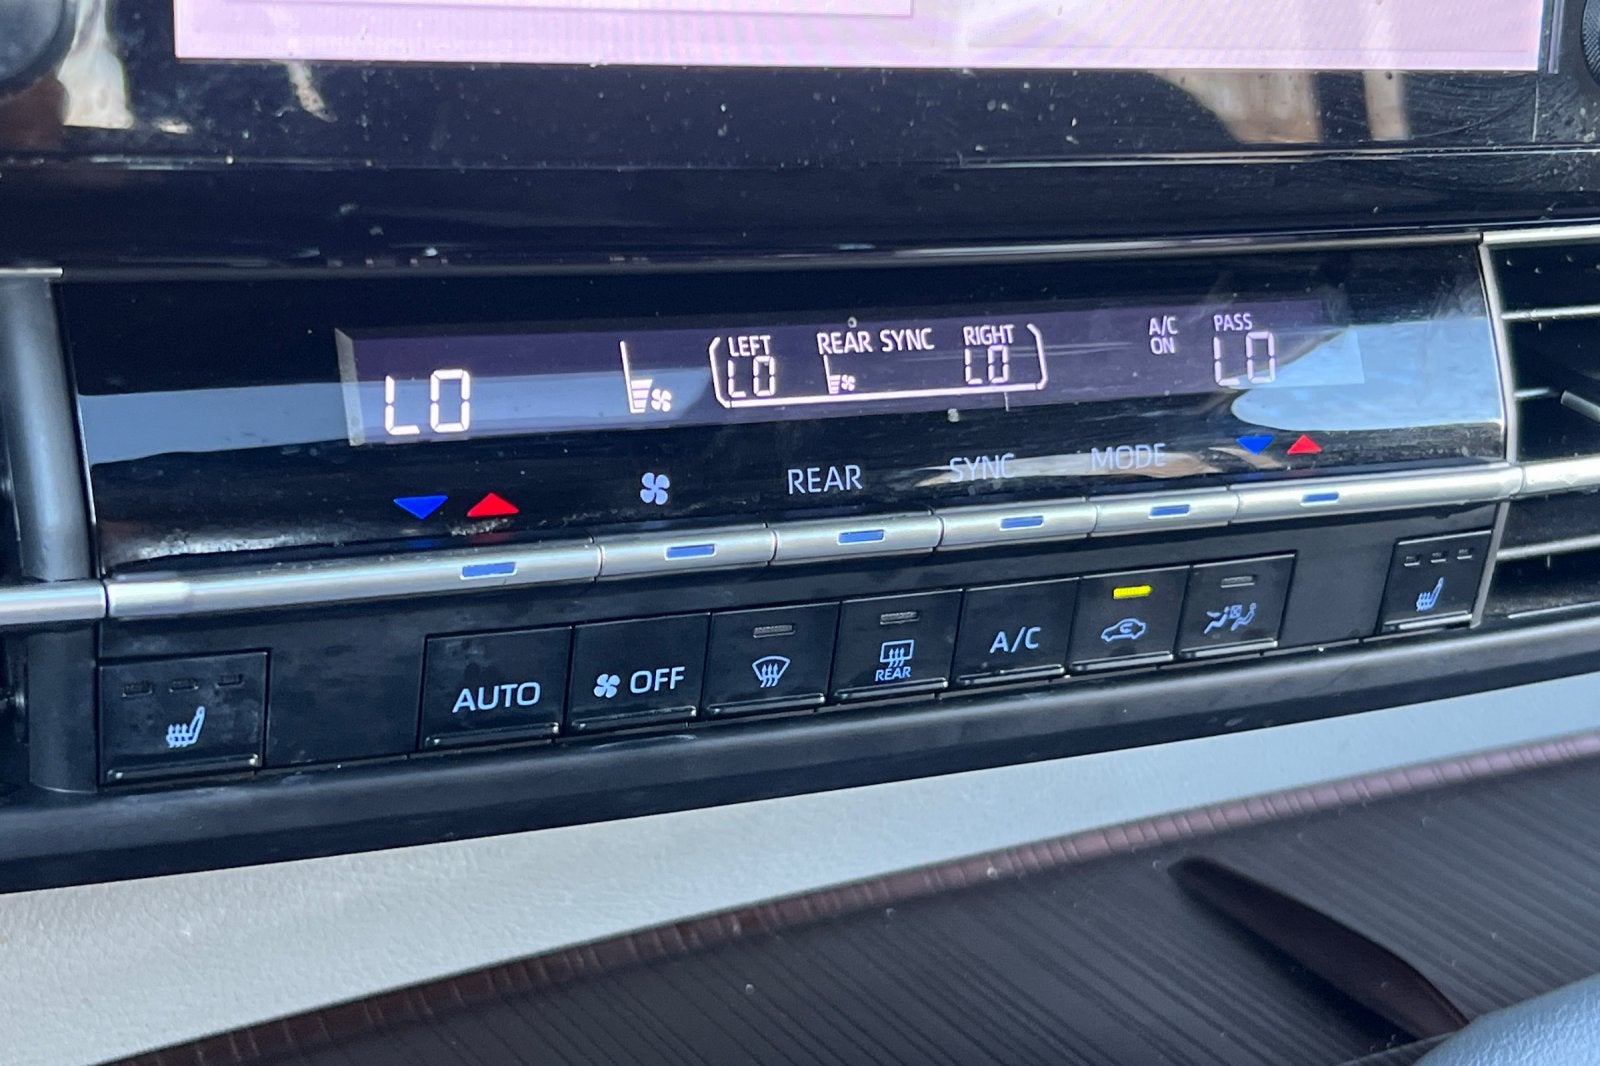 LO
LEFT
LO
REAR SYNC
RIGHT
LO
A/C
ON
PASS
LO
REAR
SYNC
MODE
AUTO
OFF
REAR
A/C